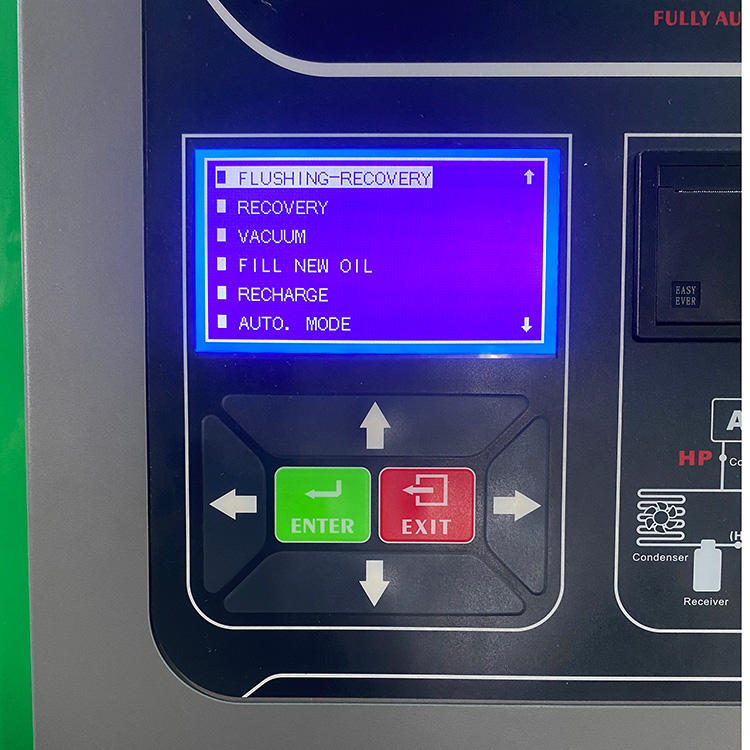 FULLY AU
FLUSHING-RECOVERY
RECOVERY
VACUUM
FILL NEW OIL
RECHARGE
AUTO. MODE
EASY
EVER
A
HP
Co
ENTER
EXIT
(H
Condenser
Receiver